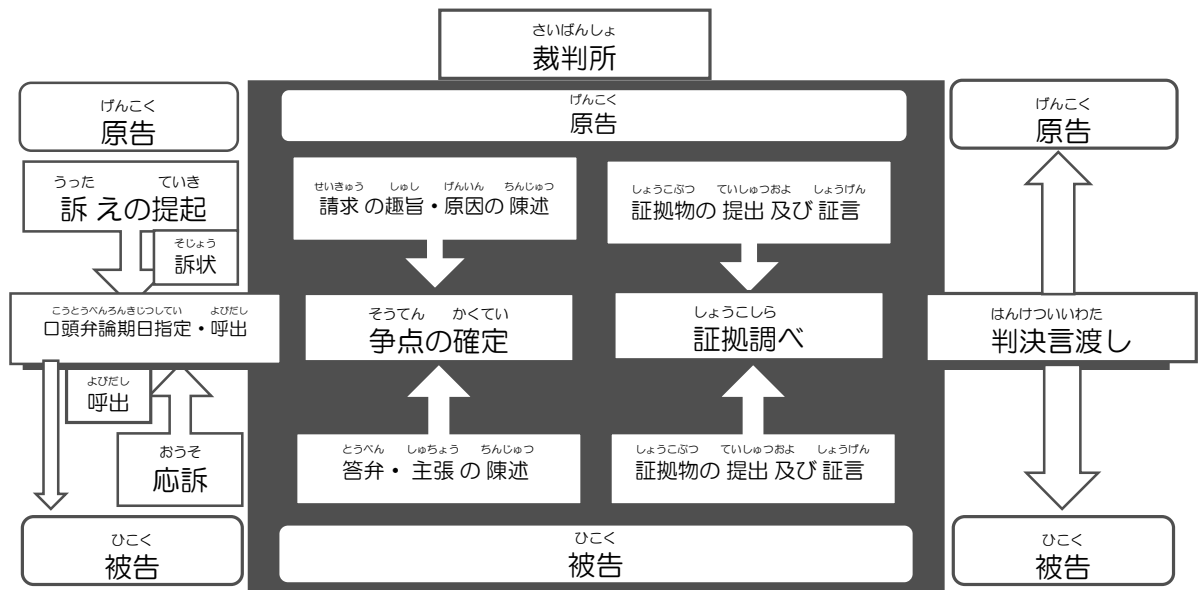 さいばんしょ
裁判所
げんこく
原告
うった ていき
訴 えの提起
そじょう
訴状
こうとうべんろんきじつしてい よびだし
口頭弁論期日指定・呼出
よびだし
呼出
おうそ
応訴
ひこく
被告
げんこく
原告
せいきゅう しゅし げんいん ちんじゅつ
請求 の趣旨・原因の 陳述
そうてん かくてい
争点の確定
とうべん しゅちょう ちんじゅつ
答弁・ 主張 の 陳述
しょうこぶつ ていしゅつおよ しょうげん
証拠物の 提出 及び 証言
しょうこしら
証拠調べ
しょうこぶつ ていしゅつおよ しょうげん
証拠物の 提出 及び 証言
ひこく
被告
げんこく
原告
はんけついいわた
判決言渡し
ひこく
被告